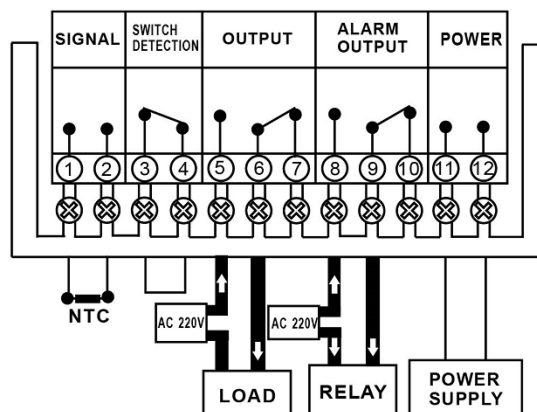 SIGNAL
SWITCH
DETECTION
OUTPUT
ALARM
OUTPUT
POWER
1 2 3 4 5 6 7 8 9 10 11 12
NTC
AC 220V
AC 220V
LOAD
RELAY
POWER
SUPPLY